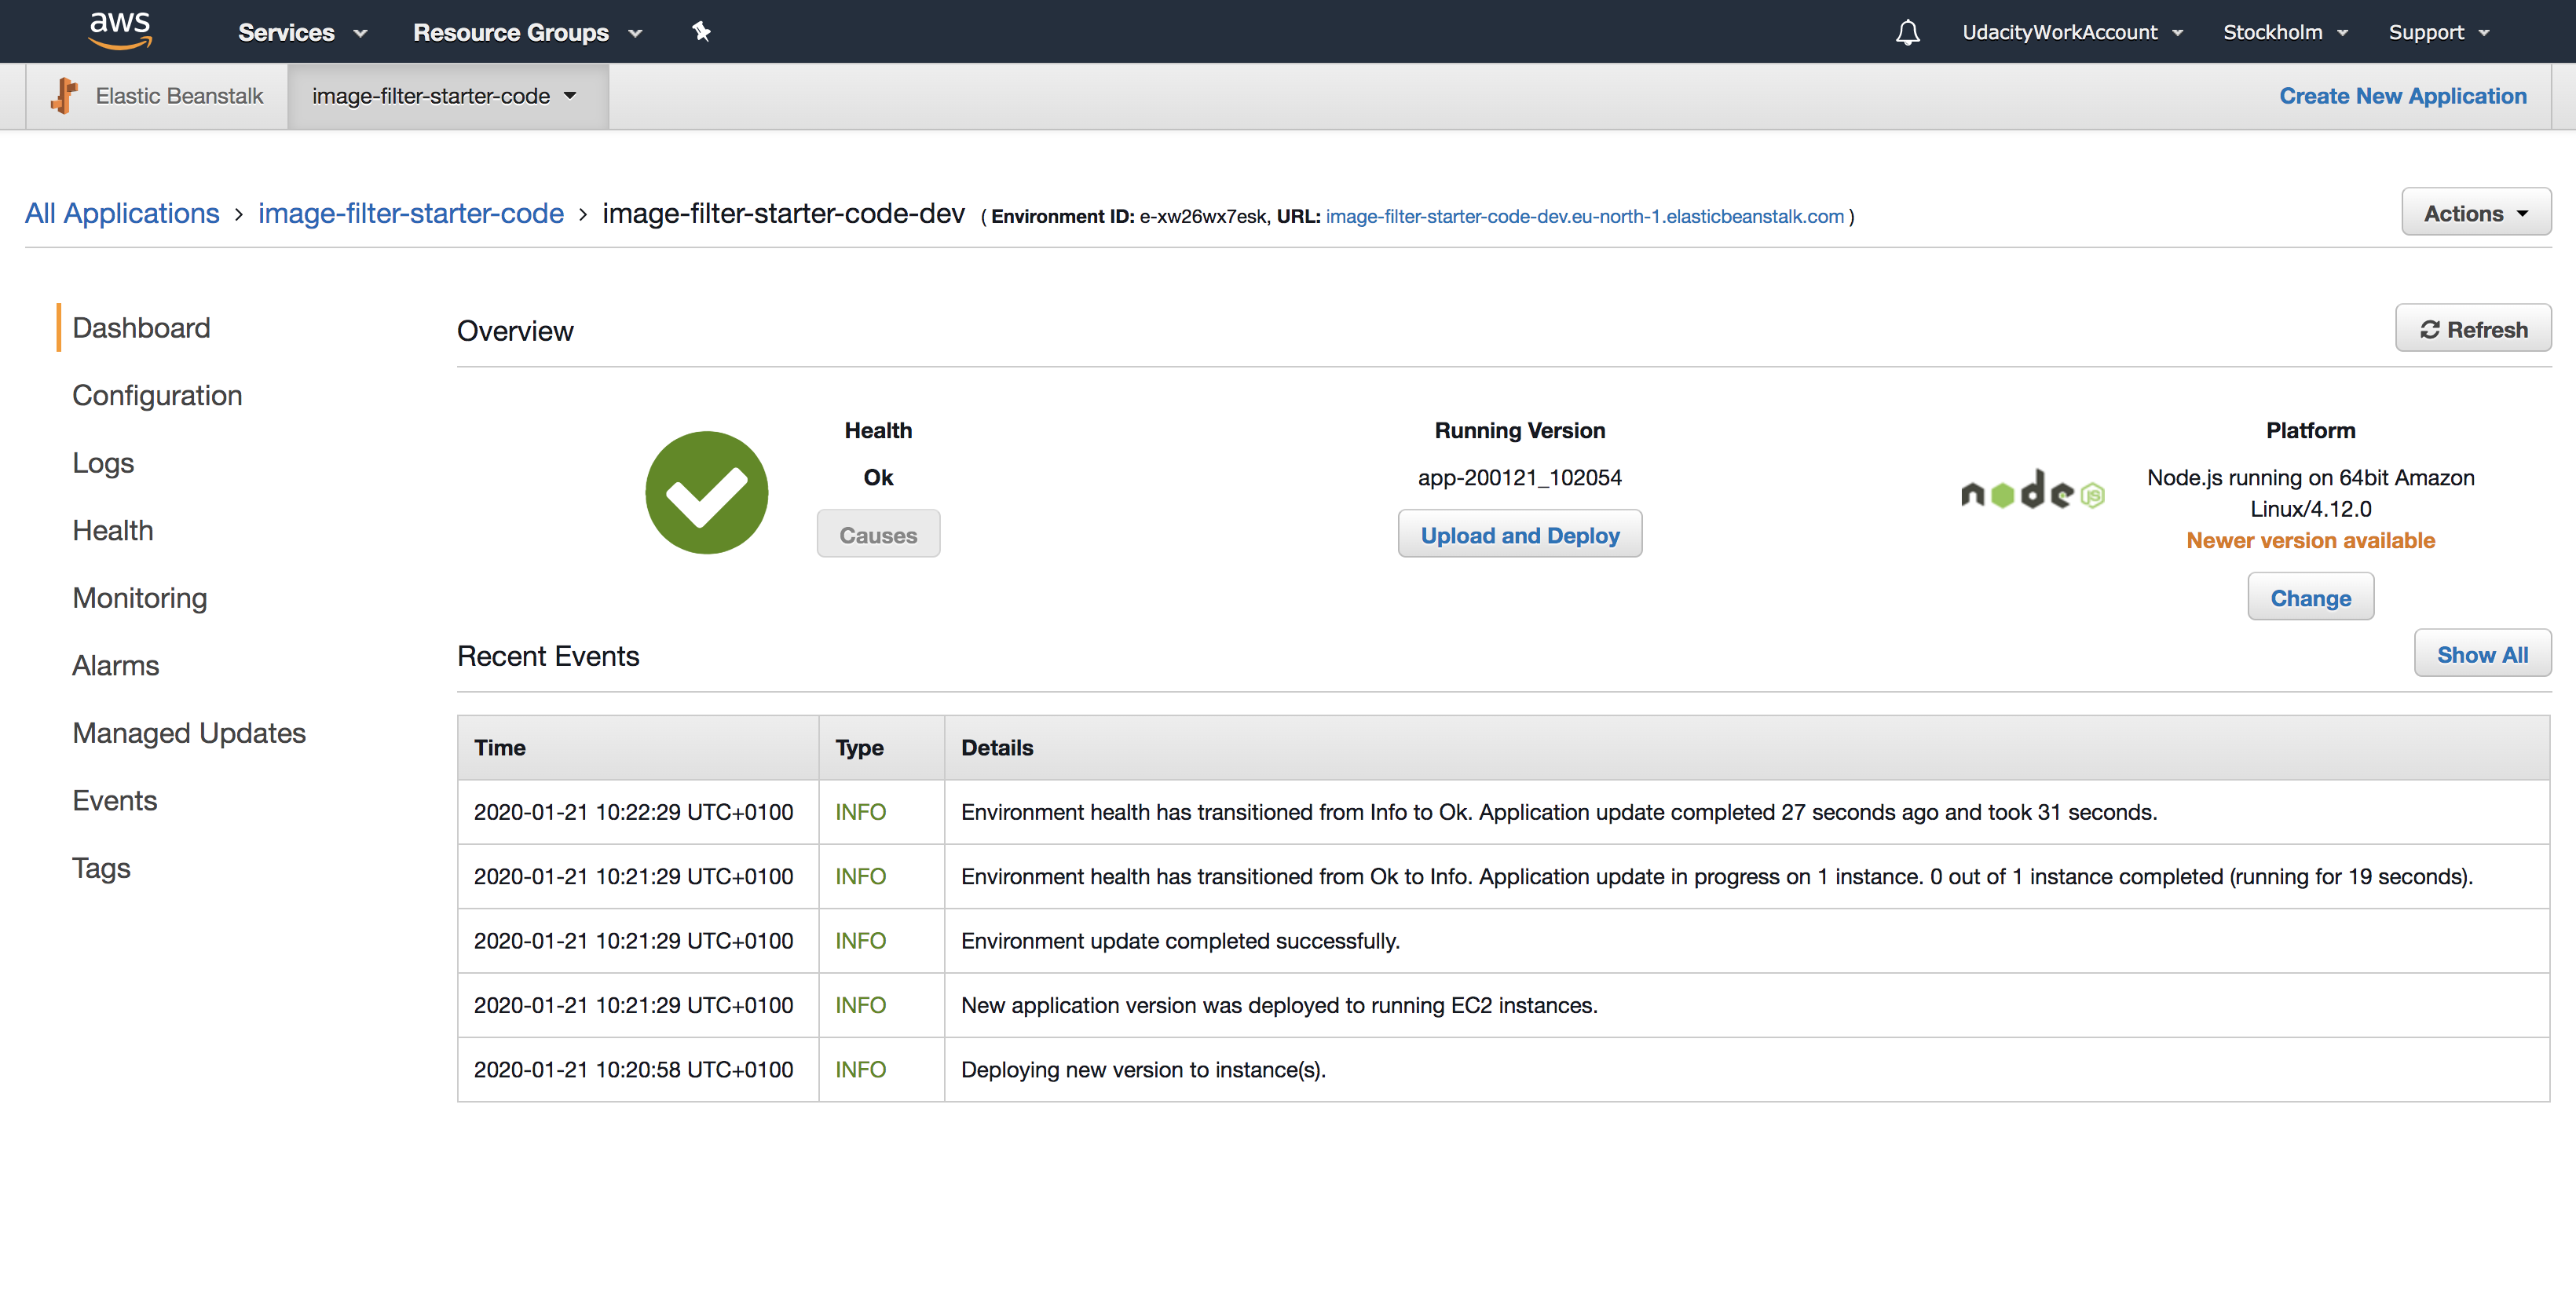 aws Services Resource Groups UdacityWorkAccount Stockholm Support
Elastic Beanstalk image-filter-starter-code Create New Application
All Applications › image-filter-starter-code › image-filter-starter-code-dev ( Environment ID: e-xw26wx7esk, URL: image-filter-starter-code-dev.eu-north-1.elasticbeanstalk.com ) Actions
Dashboard
Configuration
Logs
Health
Monitoring
Alarms
Managed Updates
Events
Tags
Overview Refresh
Health
Ok
Causes
Running Version
app-200121_102054
Upload and Deploy
node JS
Platform
Node.js running on 64bit Amazon
Linux/4.12.0
Newer version available
Change
Recent Events Show All
Time Type Details
2020-01-21 10:22:29 UTC+0100 INFO Environment health has transitioned from Info to Ok. Application update completed 27 seconds ago and took 31 seconds.
2020-01-21 10:21:29 UTC+0100 INFO Environment health has transitioned from Ok to Info. Application update in progress on 1 instance. 0 out of 1 instance completed (running for 19 seconds).
2020-01-21 10:21:29 UTC+0100 INFO Environment update completed successfully.
2020-01-21 10:21:29 UTC+0100 INFO New application version was deployed to running EC2 instances.
2020-01-21 10:20:58 UTC+0100 INFO Deploying new version to instance(s).